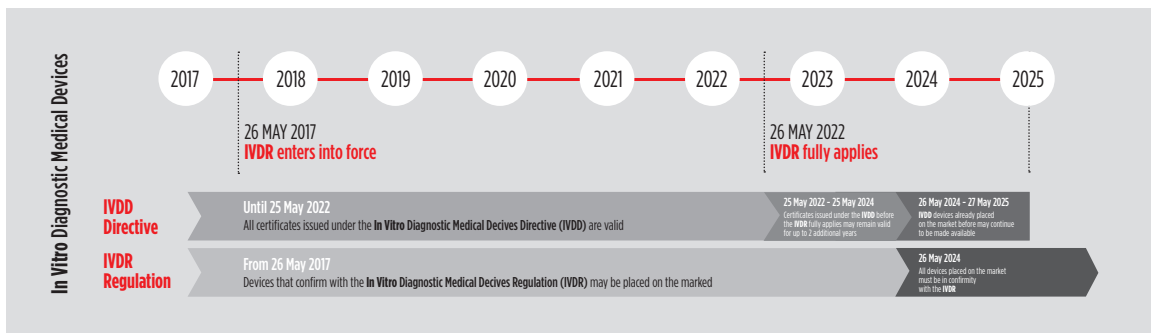 In Vitro Diagnostic Medical Devices
2017
2018
2019
2020
2021
2022
2023
2024
2025
26 MAY 2017
IVDR enters into force
26 MAY 2022
IVDR fully applies
IVDD
Directive
Until 25 May 2022
All certificates issued under the In Vitro Diagnostic Medical Decives Directive (IVDD) are valid
25 May 2022 - 25 May 2024
Certificates issued under the IVDD before
the IVDR fully applies may remain valid
for up to 2 additional years
26 May 2024 - 27 May 2025
IVDD devices already placed
on the market before may continue
to be made available
IVDR
Regulation
From 26 May 2017
Devices that confirm with the In Vitro Diagnostic Medical Decives Regulation (IVDR) may be placed on the marked
26 May 2024
All devices placed on the market
must be in confirmity
with the IVDR